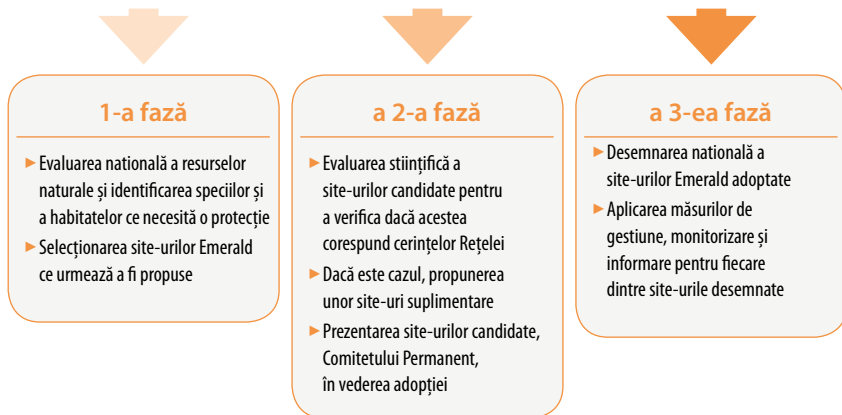 1-a fază
► Evaluarea natională a resurselor
naturale și identificarea speciilor și
a habitatelor ce necesită o protecție
► Selecționarea site-urilor Emerald
ce urmează a fi propuse
a 2-a fază
► Evaluarea stiințifică a
site-urilor candidate pentru
a verifica dacă acestea
corespund cerințelor Rețelei
► Dacă este cazul, propunerea
unor site-uri suplimentare
► Prezentarea site-urilor candidate,
Comitetului Permanent,
în vederea adopției
a 3-ea fază
► Desemnarea natională a
site-urilor Emerald adoptate
► Aplicarea măsurilor de
gestiune, monitorizare și
informare pentru fiecare
dintre site-urile desemnate